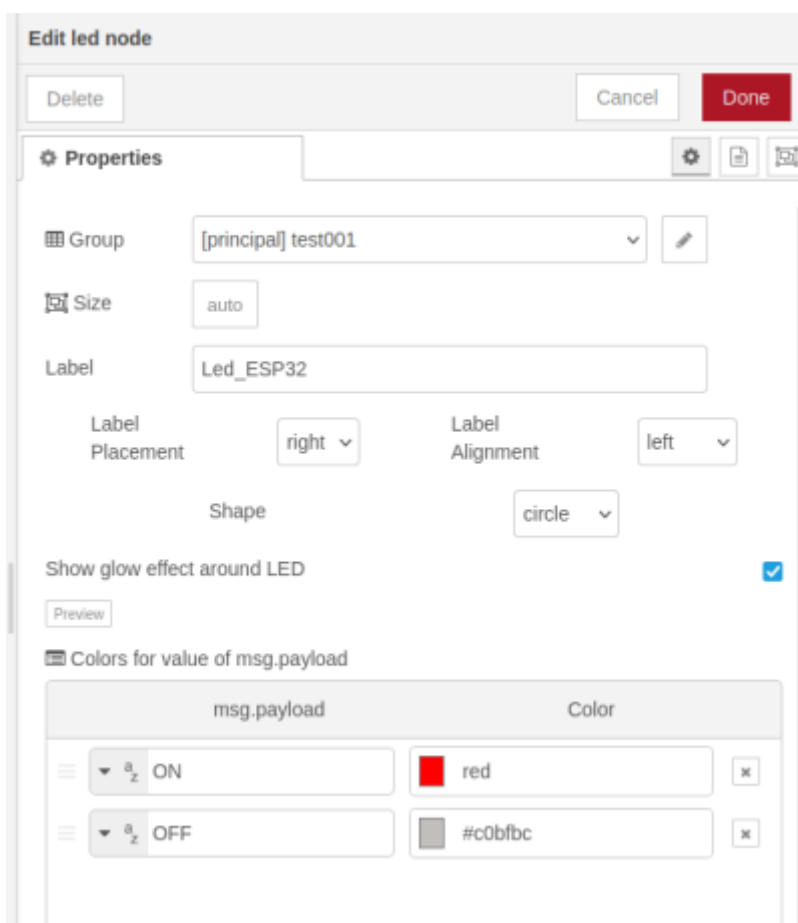 Edit led node
Delete Cancel Done
Properties
Group [principal] test001
Size auto
Label Led_ESP32
Label Placement right Label Alignment left
Shape circle
Show glow effect around LED
Preview
Colors for value of msg.payload
msg.payload Color
az ON red
az OFF #c0bfbc